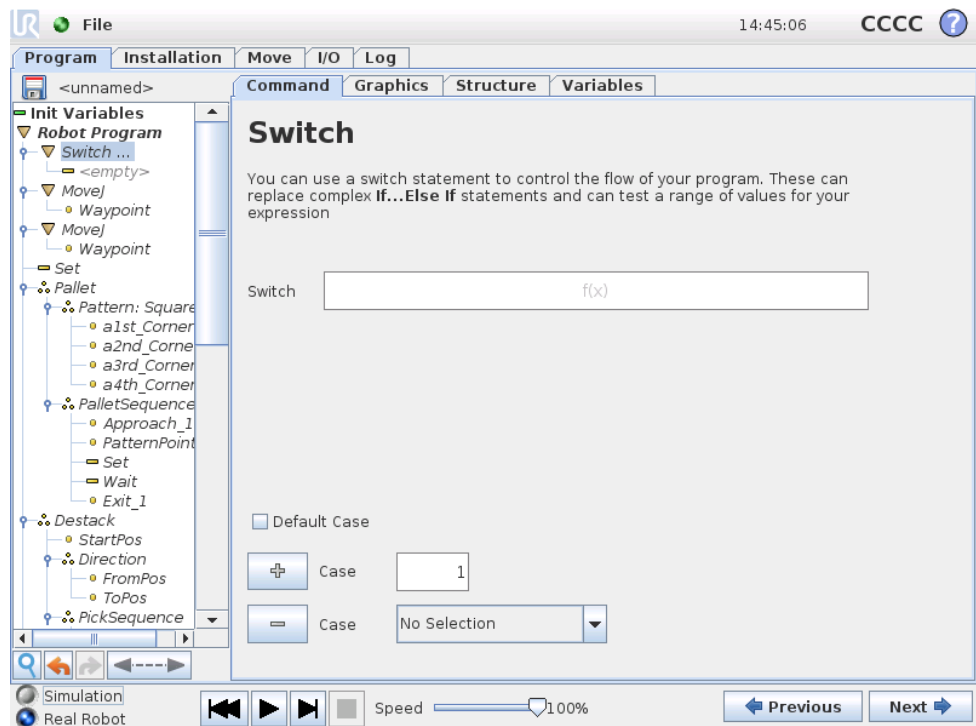 UR File 14:45:06 CCCC ?
Program Installation Move I/O Log
<unnamed>
Command Graphics Structure Variables
Init Variables
Robot Program
Switch ...
<empty>
MoveJ
Waypoint
MoveJ
Waypoint
Set
Pallet
Pattern: Square
a1st_Corner
a2nd_Corne
a3rd_Corner
a4th_Corner
PalletSequence
Approach_1
PatternPoint
Set
Wait
Exit_1
Destack
StartPos
Direction
FromPos
ToPos
PickSequence
Switch
You can use a switch statement to control the flow of your program. These can
replace complex If...Else If statements and can test a range of values for your
expression
Switch f(x)
Default Case
Case 1
Case No Selection
Simulation
Real Robot
Speed 100%
Previous Next